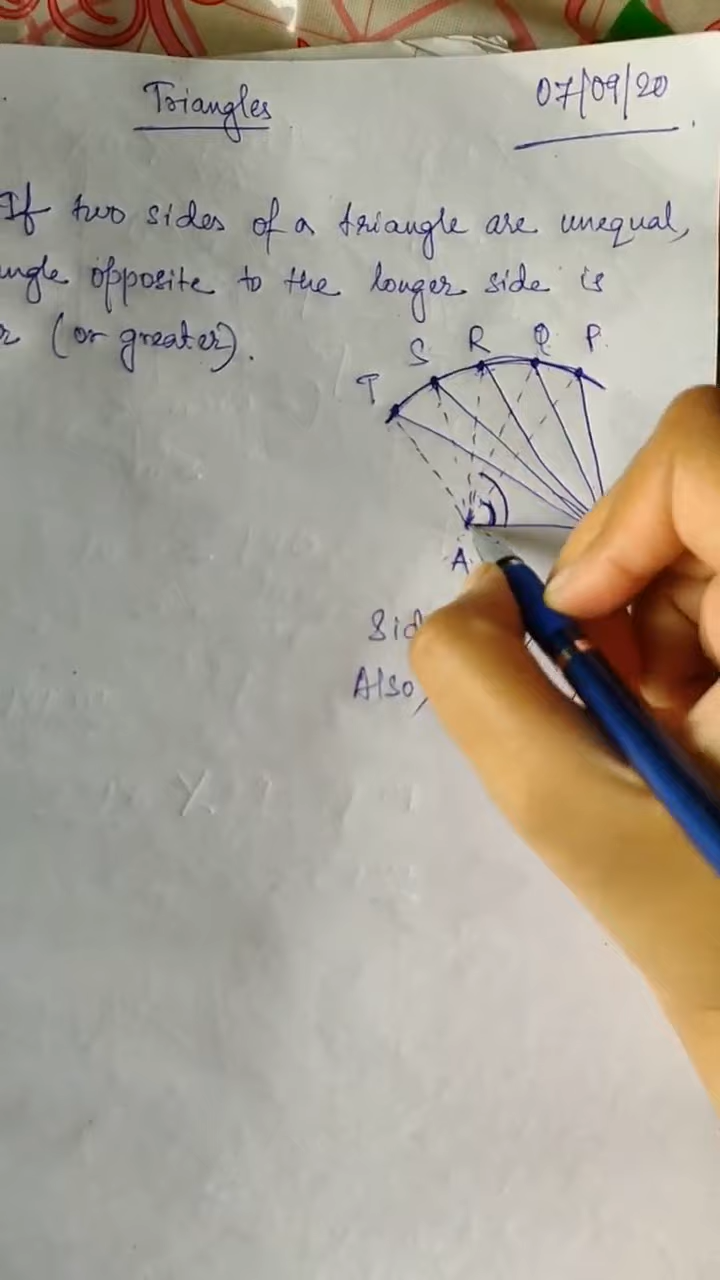 Triangles
07/09/20
If two sides of a triangle are unequal,
opposite to the longer side is
(or greater).
T S R Q P
A
Also,